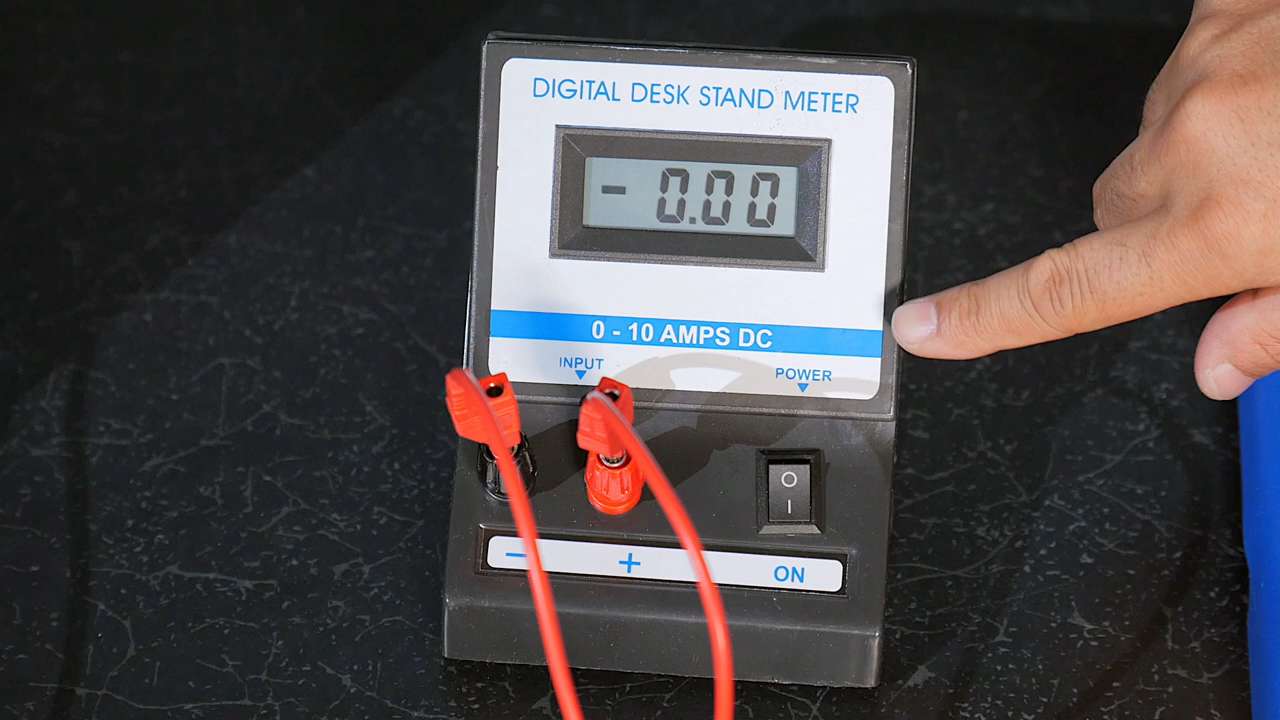 DIGITAL DESK STAND METER
- 0.00
0 - 10 AMPS DC
INPUT
POWER
O
I
- + ON